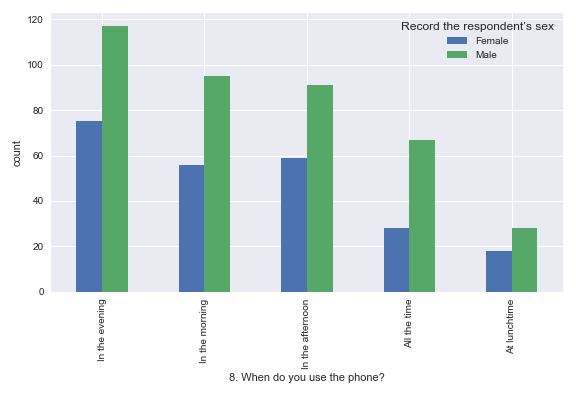 Record the respondent's sex
Female
Male
120
100
80
60
40
20
0
count
In the evening
In the morning
In the afternoon
All the time
At lunchtime
8. When do you use the phone?